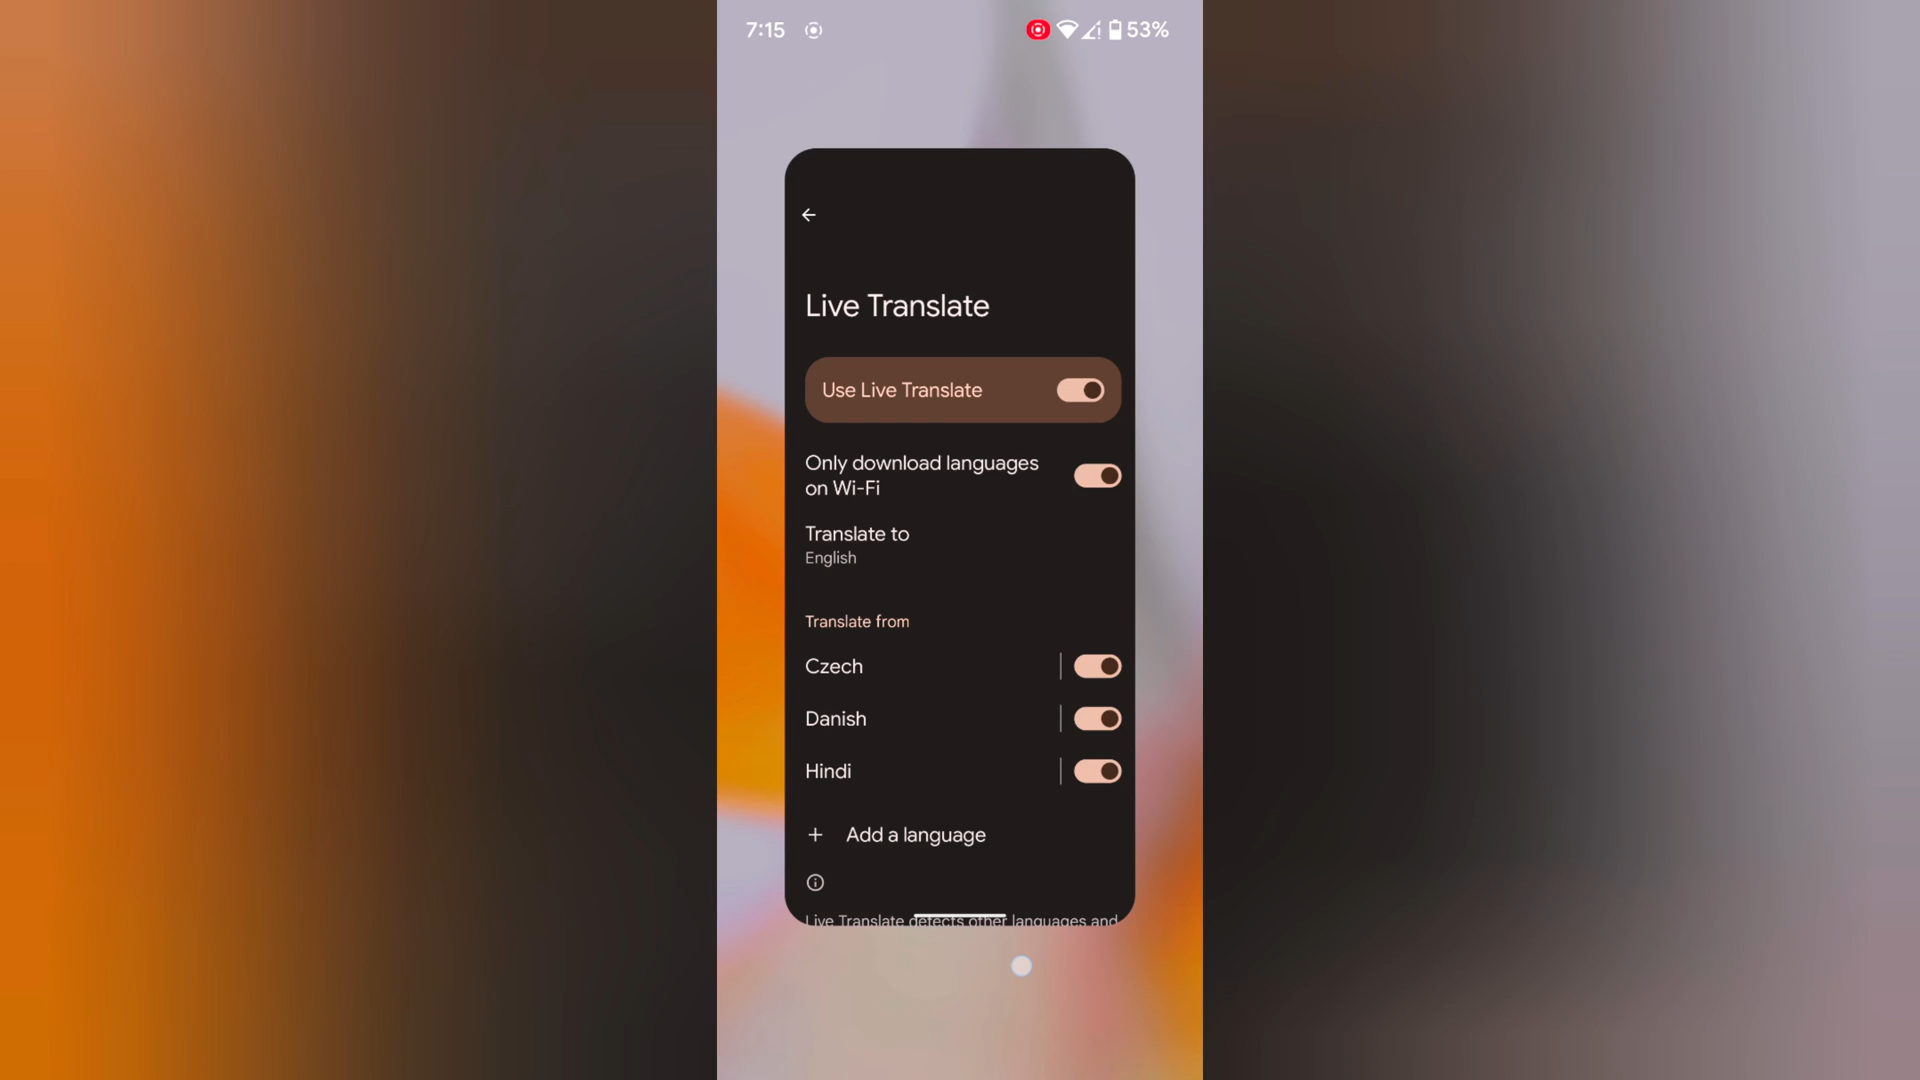 7:15 53%
Live Translate
Use Live Translate
Only download languages
on Wi-Fi
Translate to
English
Translate from
Czech
Danish
Hindi
+ Add a language
Live Translate detects other languages and